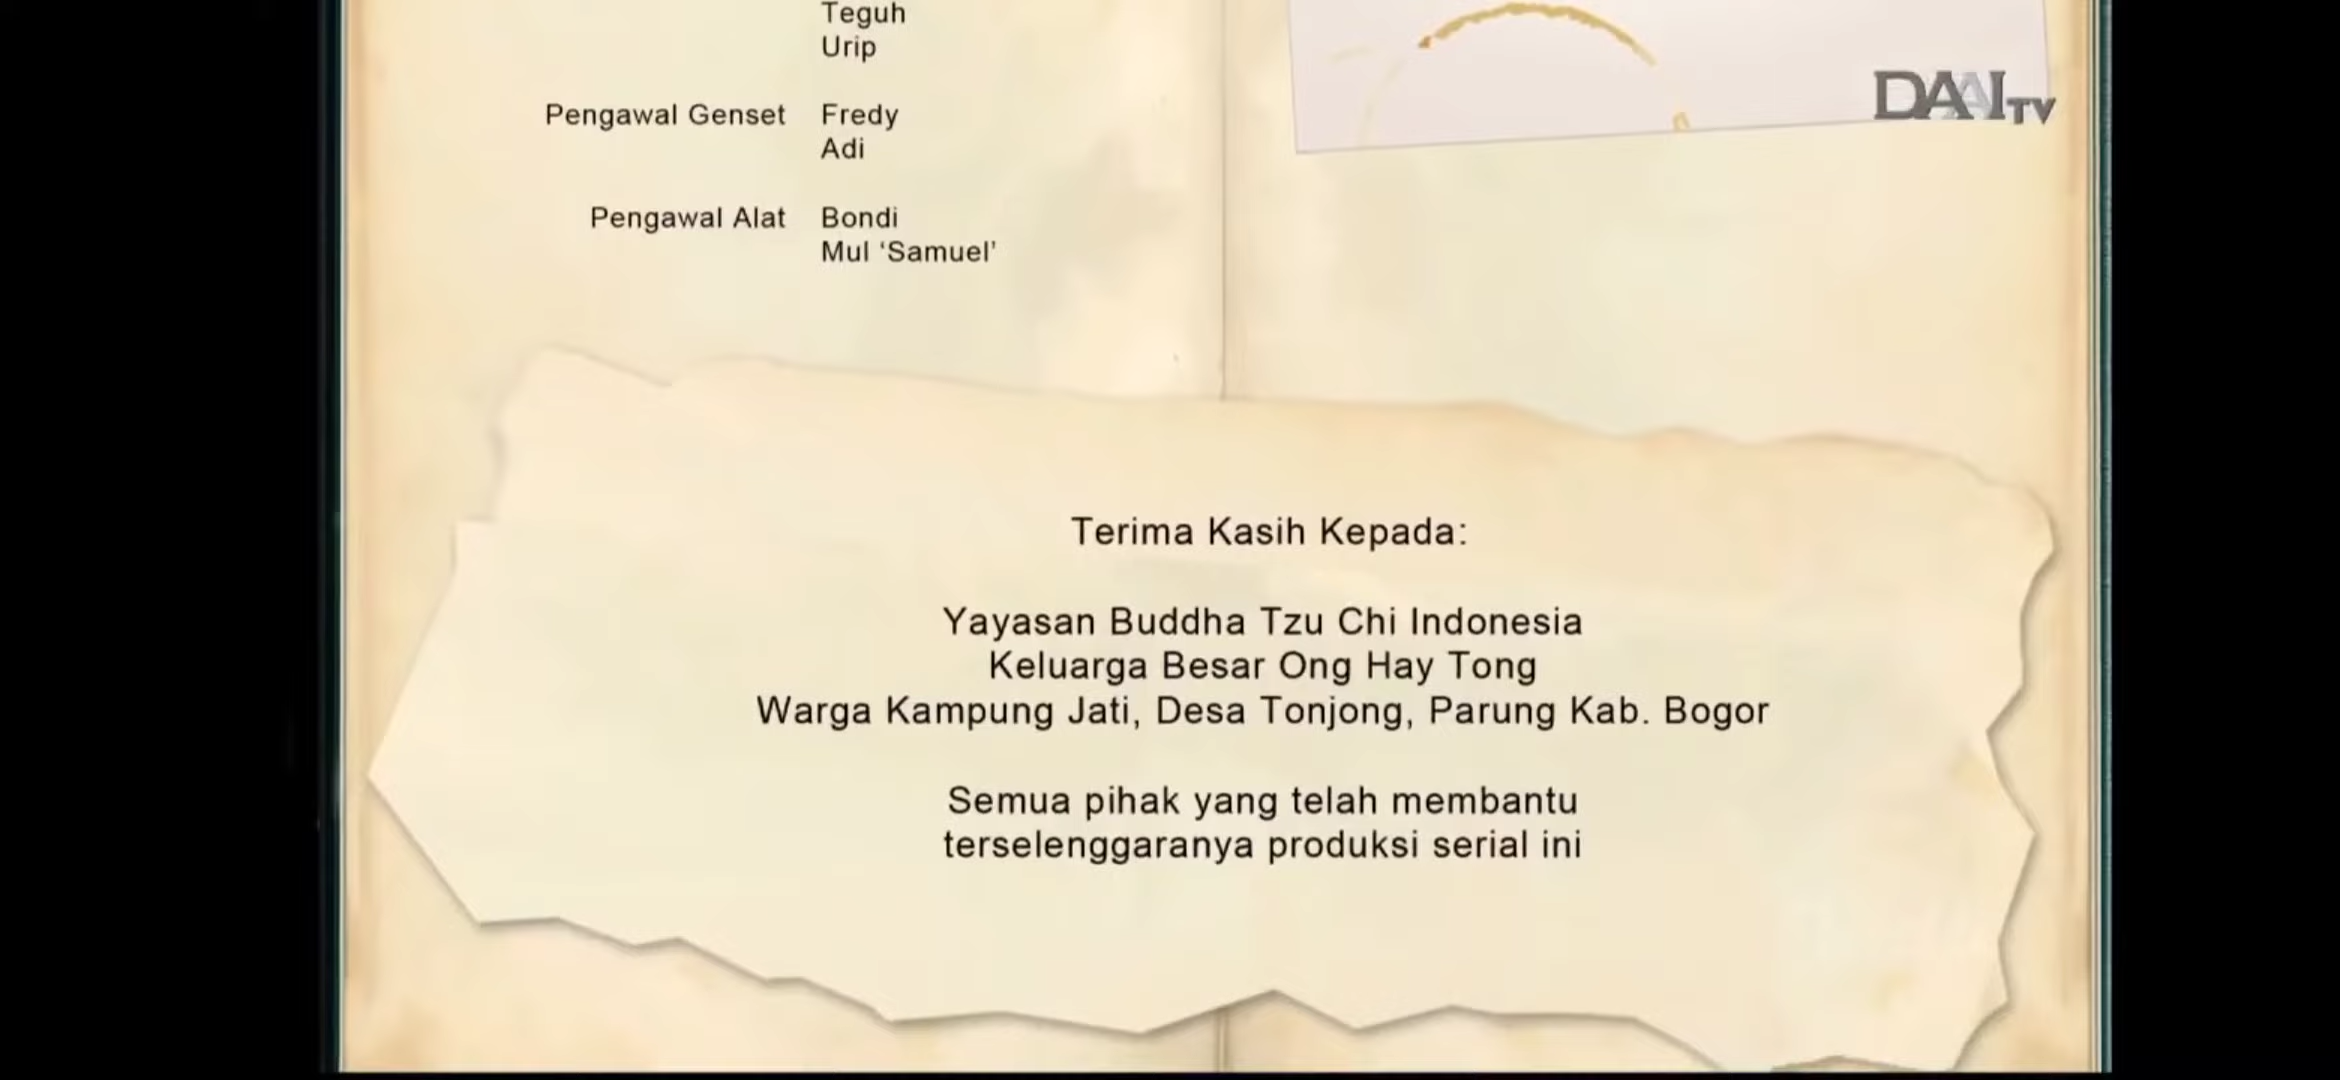 Teguh
Urip
Pengawal Genset Fredy
Adi
Pengawal Alat Bondi
Mul ‘Samuel’
DAAI TV
Terima Kasih Kepada:
Yayasan Buddha Tzu Chi Indonesia
Keluarga Besar Ong Hay Tong
Warga Kampung Jati, Desa Tonjong, Parung Kab. Bogor
Semua pihak yang telah membantu
terselenggaranya produksi serial ini